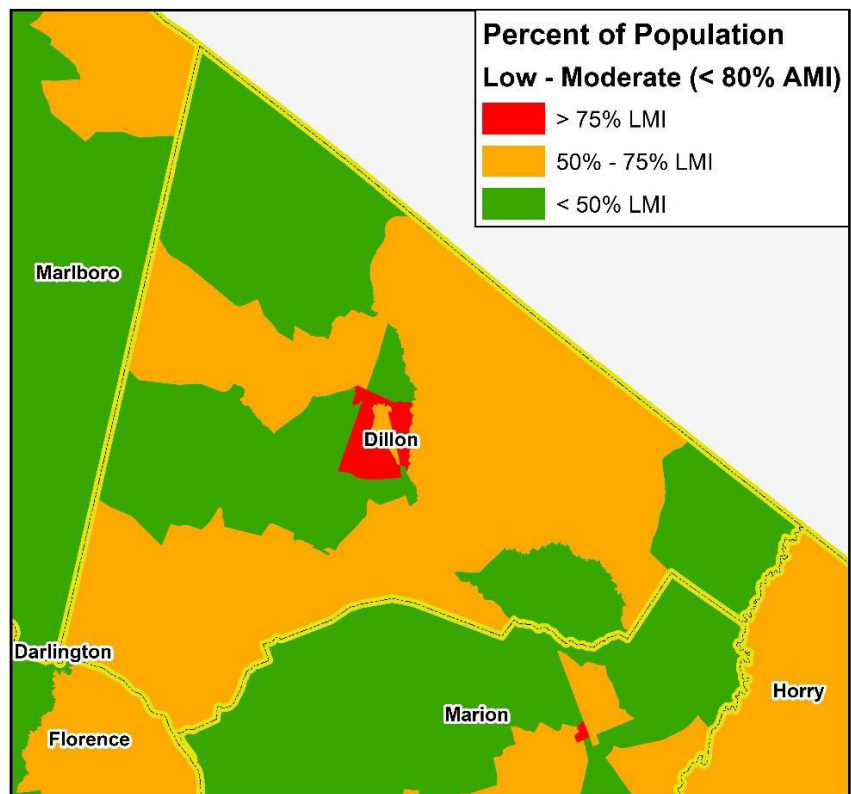 Percent of Population
Low - Moderate (< 80% AMI)
> 75% LMI
50% - 75% LMI
< 50% LMI
Marlboro
Dillon
Darlington
Florence
Marion
Horry